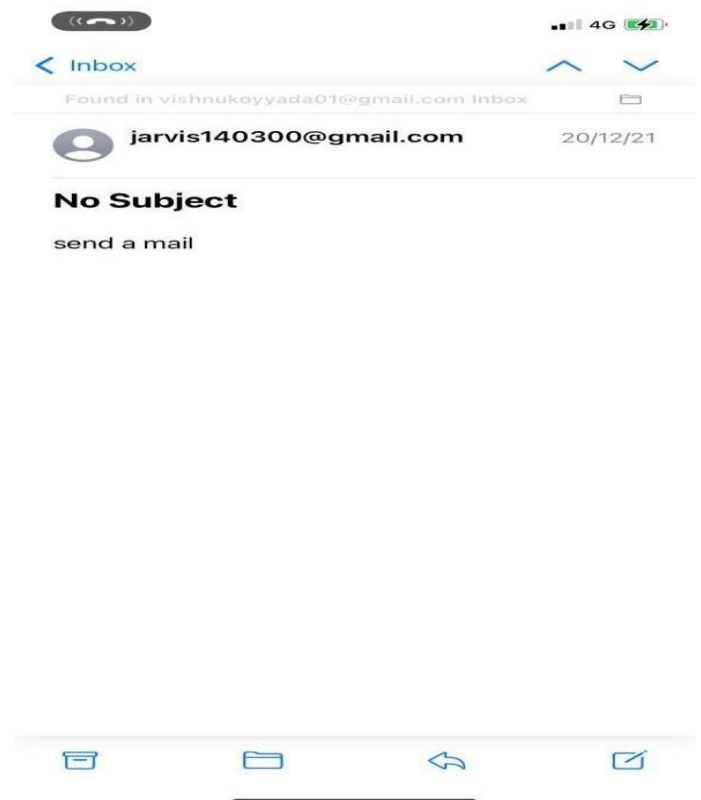 4G
Inbox
Found in vishnukoyyada01@gmail.com Inbox
jarvis140300@gmail.com 20/12/21
No Subject
send a mail